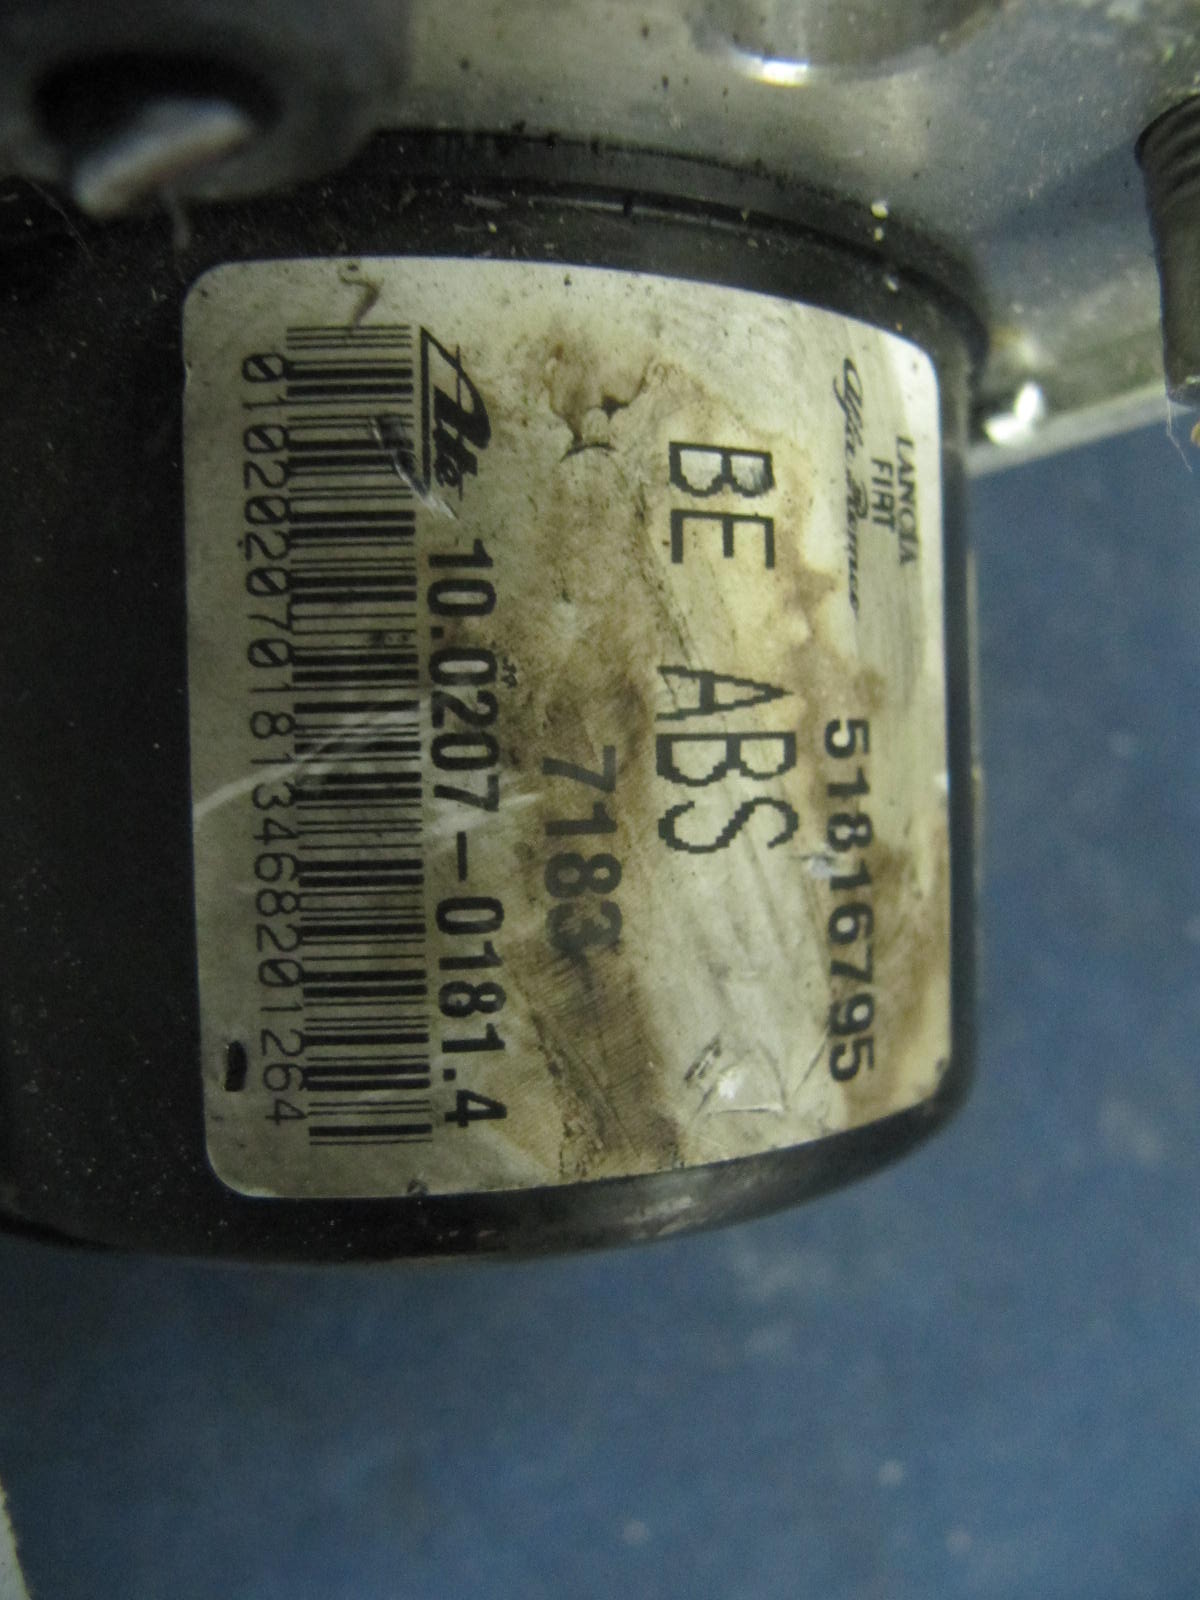 LANCIA
FIAT
Alfa Romeo
51816795
BE ABS
7183
Ate 10.0207-0181.4
0102020701813468201264